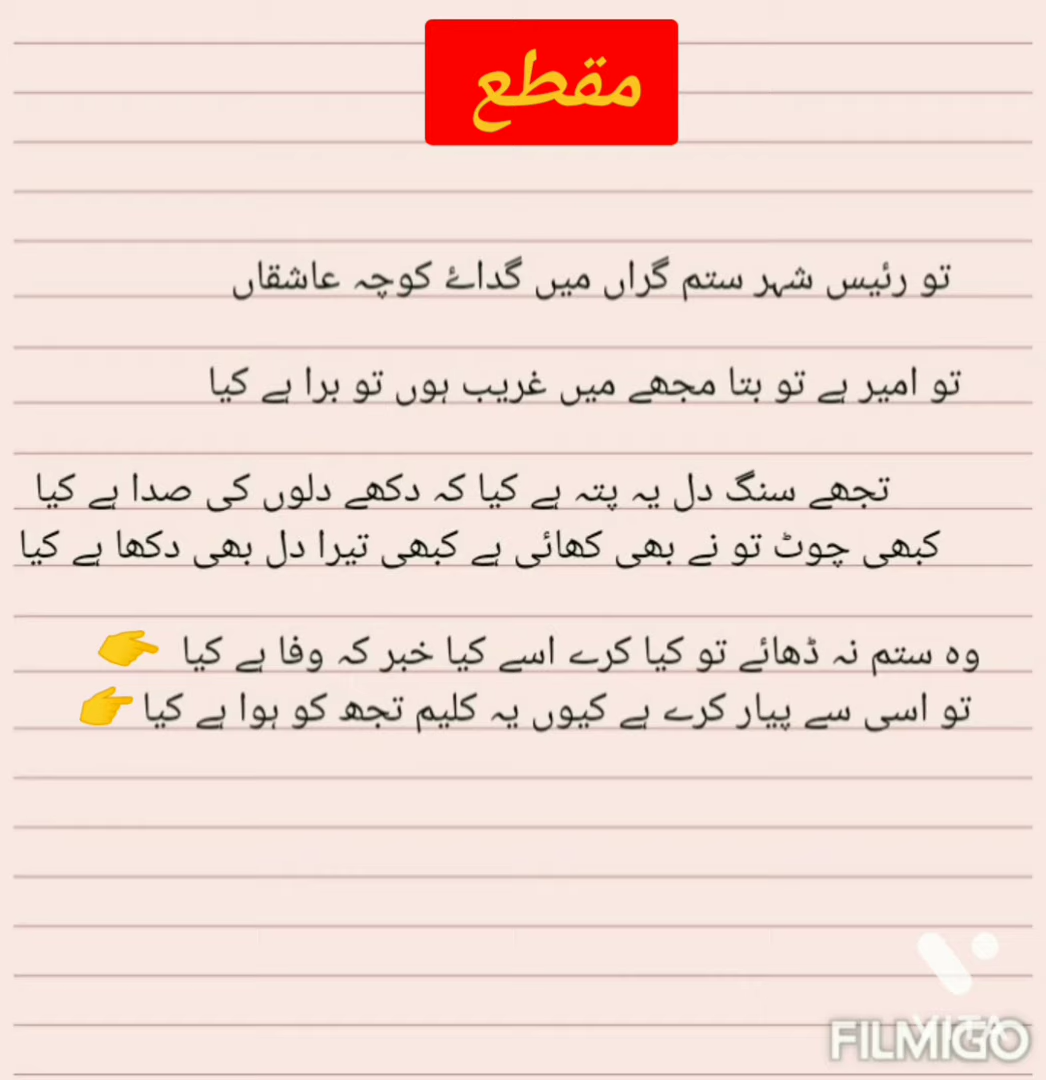 مقطع
تو رئیس شہر ستم گراں میں گدائے کوچہ عاشقاں
تو امیر ہے تو بتا مجھے میں غریب ہوں تو برا ہے کیا
تجھے سنگ دل یہ پتہ ہے کیا کہ دکھے دلوں کی صدا ہے کیا
کبھی چوٹ تو نے بھی کھائی ہے کبھی تیرا دل بھی دکھا ہے کیا
وہ ستم نہ ڈھائے تو کیا کرے اسے کیا خبر کہ وفا ہے کیا 👉
تو اسی سے پیار کرے ہے کیوں یہ کلیم تجھ کو ہوا ہے کیا 👉
VITA
FILMIGO